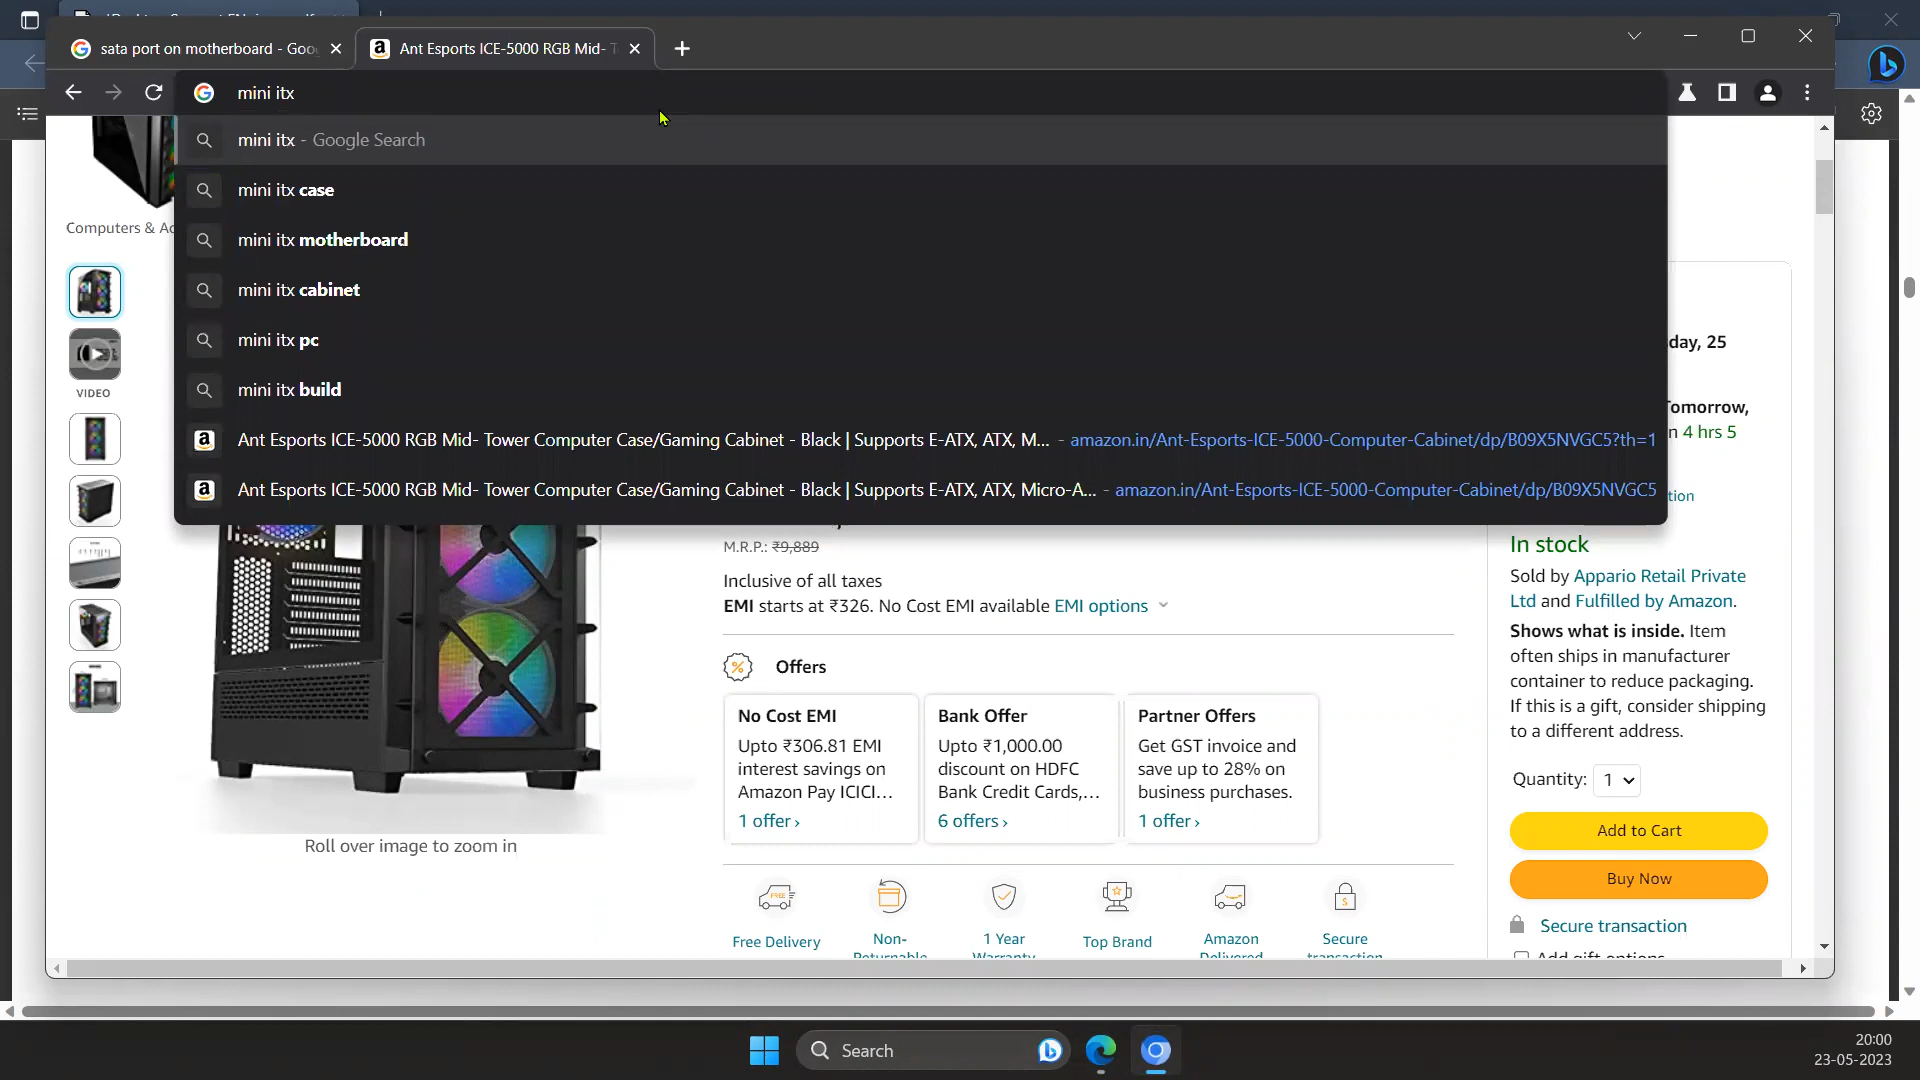 sata port on motherboard - Goo
Ant Esports ICE-5000 RGB Mid- T
mini itx
mini itx - Google Search
mini itx case
mini itx motherboard
mini itx cabinet
mini itx pc
mini itx build
Ant Esports ICE-5000 RGB Mid- Tower Computer Case/Gaming Cabinet - Black | Supports E-ATX, ATX, M... - amazon.in/Ant-Esports-ICE-5000-Computer-Cabinet/dp/B09X5NVGC5?th=1
Ant Esports ICE-5000 RGB Mid- Tower Computer Case/Gaming Cabinet - Black | Supports E-ATX, ATX, Micro-A... - amazon.in/Ant-Esports-ICE-5000-Computer-Cabinet/dp/B09X5NVGC5
Computers & Ac
VIDEO
Roll over image to zoom in
M.R.P.: ₹9,889
Inclusive of all taxes
EMI starts at ₹326. No Cost EMI available EMI options
Offers
No Cost EMI
Upto ₹306.81 EMI
interest savings on
Amazon Pay ICICI...
1 offer ›
Bank Offer
Upto ₹1,000.00
discount on HDFC
Bank Credit Cards,...
6 offers ›
Partner Offers
Get GST invoice and
save up to 28% on
business purchases.
1 offer ›
FREE
Free Delivery
Non-
Returnable
1 Year
Warranty
Top Brand
Amazon
Delivered
Secure
transaction
day, 25
Tomorrow,
n 4 hrs 5
tion
In stock
Sold by Appario Retail Private
Ltd and Fulfilled by Amazon.
Shows what is inside. Item
often ships in manufacturer
container to reduce packaging.
If this is a gift, consider shipping
to a different address.
Quantity: 1
Add to Cart
Buy Now
Secure transaction
Add gift options
Search
20:00
23-05-2023